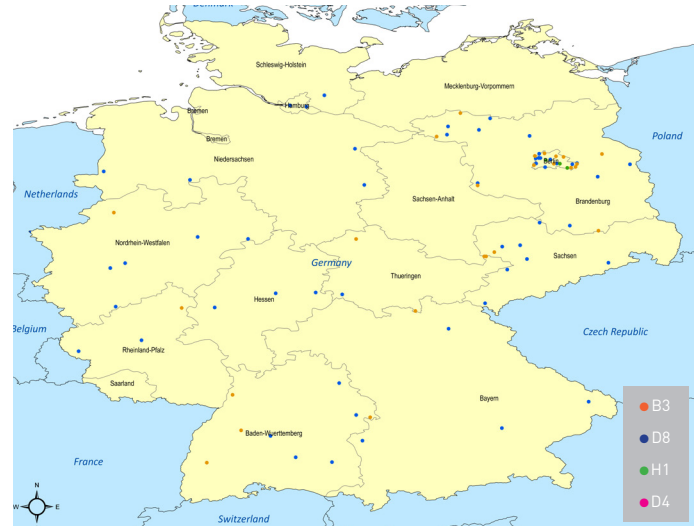 Denmark
Schleswig-Holstein
Mecklenburg-Vorpommern
Hamburg
Bremen
Bremen
Poland
Niedersachsen
Netherlands
Sachsen-Anhalt
Brandenburg
Nordrhein-Westfalen
Germany
Sachsen
Thueringen
Hessen
Belgium
Czech Republic
Rheinland-Pfalz
Saarland
Bayern
Baden-Wuerttemberg
B3
D8
H1
D4
France
Switzerland
N
W E
S